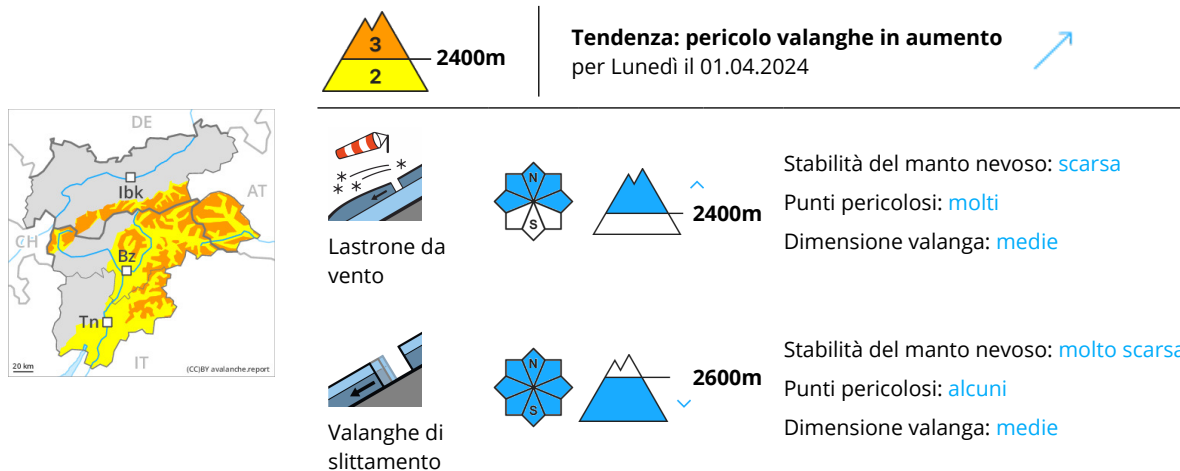 3
2400m
2
Tendenza: pericolo valanghe in aumento
per Lunedì il 01.04.2024
DE
Ibk
AT
CH
Bz
Tn
IT
20 km
(CC)BY avalanche.report
N
S
2400m
Lastrone da
vento
Stabilità del manto nevoso: scarsa
Punti pericolosi: molti
Dimensione valanga: medie
N
S
2600m
Valanghe di
slittamento
Stabilità del manto nevoso: molto scarsa
Punti pericolosi: alcuni
Dimensione valanga: medie